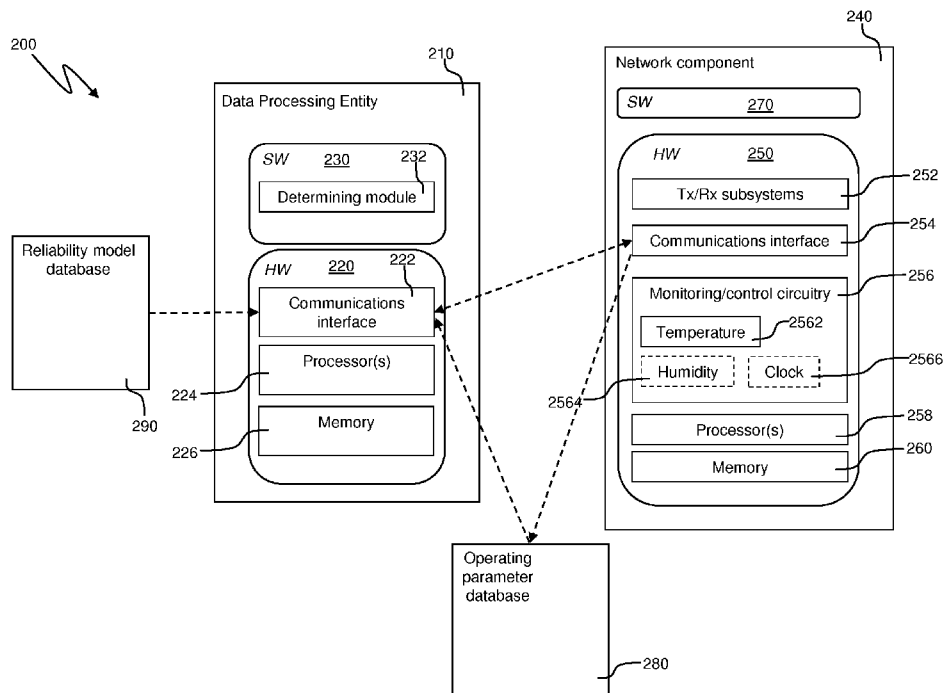 200
210
240
Data Processing Entity
SW
230
232
Determining module
HW
220
222
Communications
interface
Processor(s)
224
Memory
226
Reliability model
database
290
Network component
SW
270
HW
250
Tx/Rx subsystems
252
Communications interface
254
Monitoring/control circuitry
256
Temperature
2562
Humidity
2564
Clock
2566
Processor(s)
258
Memory
260
Operating
parameter
database
280